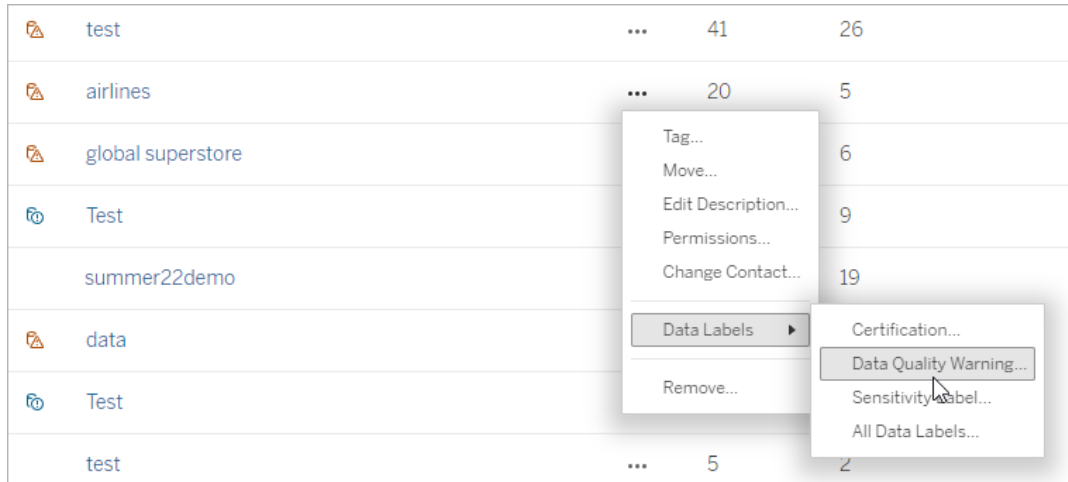 test ... 41 26
airlines ... 20 5
Tag...
global superstore 6
Move...
Edit Description...
Test 9
Permissions...
Change Contact...
summer22demo 19
Data Labels
Certification...
data
Data Quality Warning...
Remove...
Sensitivity Label...
Test
All Data Labels...
test ... 5 2